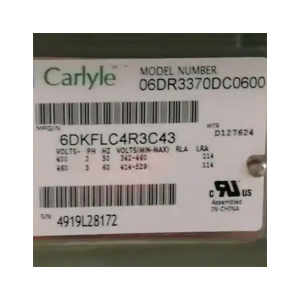 Carlyle
MODEL NUMBER
06DR3370DC0600
MFG/N MTR
6DKFLC4R3C43 D127624
VOLTS~ PH HZ VOLTS(MIN-MAX) RLA LRA
400 3 50 342-460 114
460 3 60 414-529 114
c UL US
Assembled
in CHINA
S/N 4919L28172